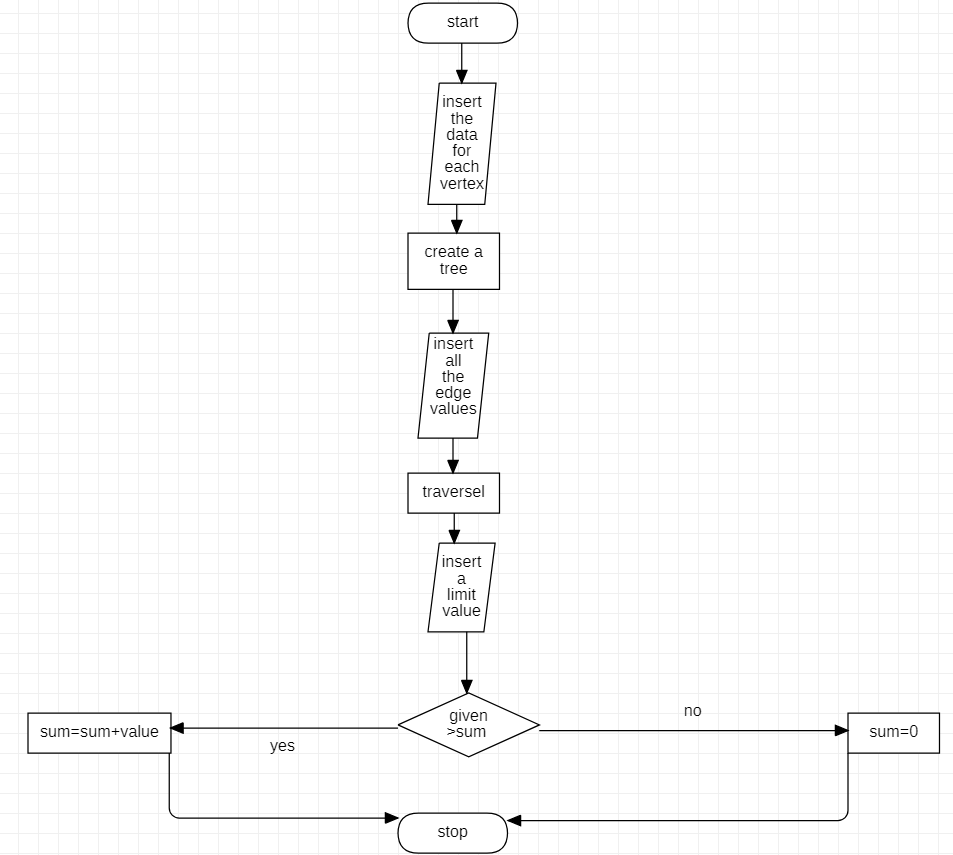 start
insert
the
data
for
each
vertex
create a
tree
insert
all
the
edge
values
traversel
insert
a
limit
value
given
>sum
no
yes
sum=sum+value
sum=0
stop